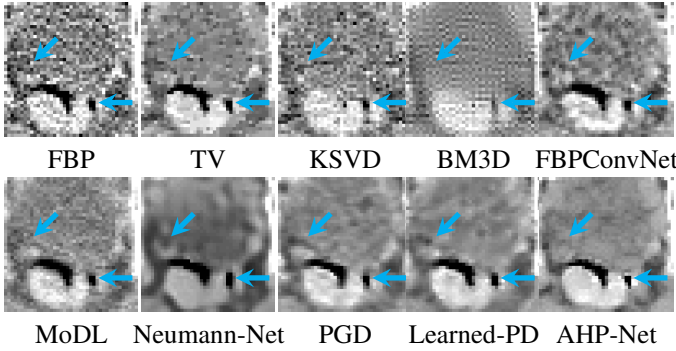 FBP TV KSVD BM3D FBPConvNet
MoDL Neumann-Net PGD Learned-PD AHP-Net